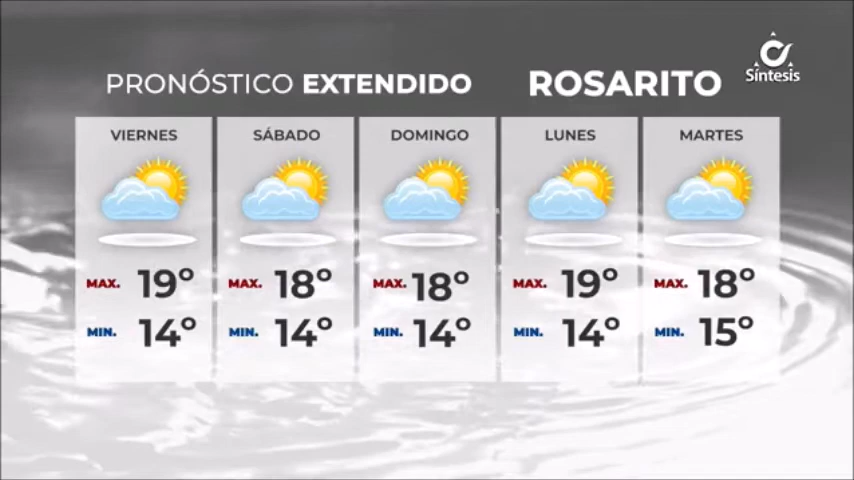 PRONÓSTICO EXTENDIDO ROSARITO
Síntesis
VIERNES SÁBADO DOMINGO LUNES MARTES
MAX. 19° MAX. 18° MAX. 18° MAX. 19° MAX. 18°
MIN. 14° MIN. 14° MIN. 14° MIN. 14° MIN. 15°